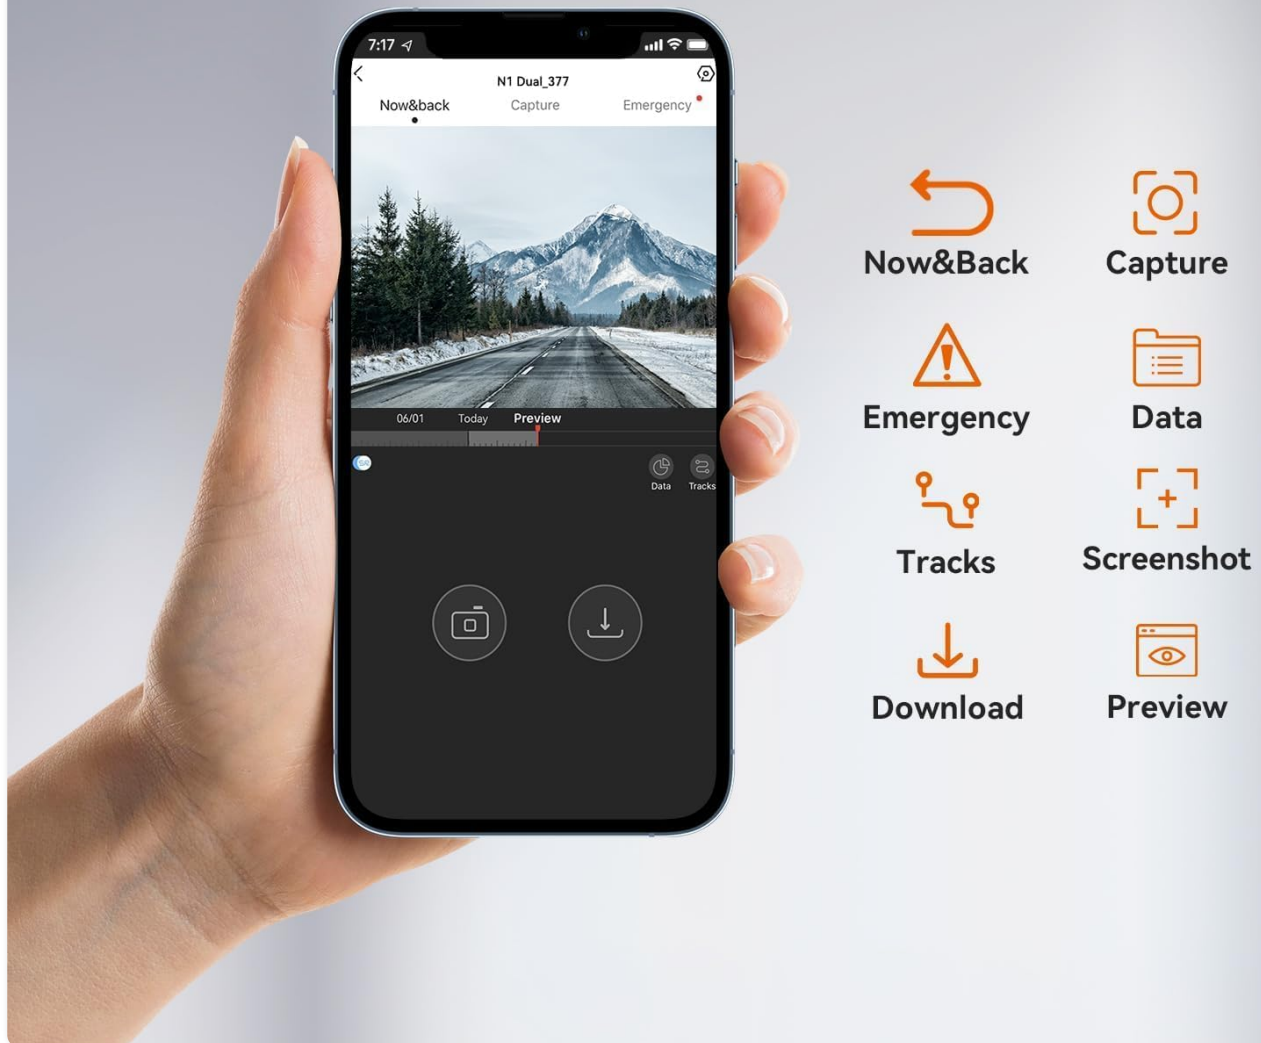 7:17
N1 Dual_377
Now&back
Capture
Emergency
06/01
Today
Preview
Data
Tracks
Now&Back
Capture
Emergency
Data
Tracks
Screenshot
Download
Preview